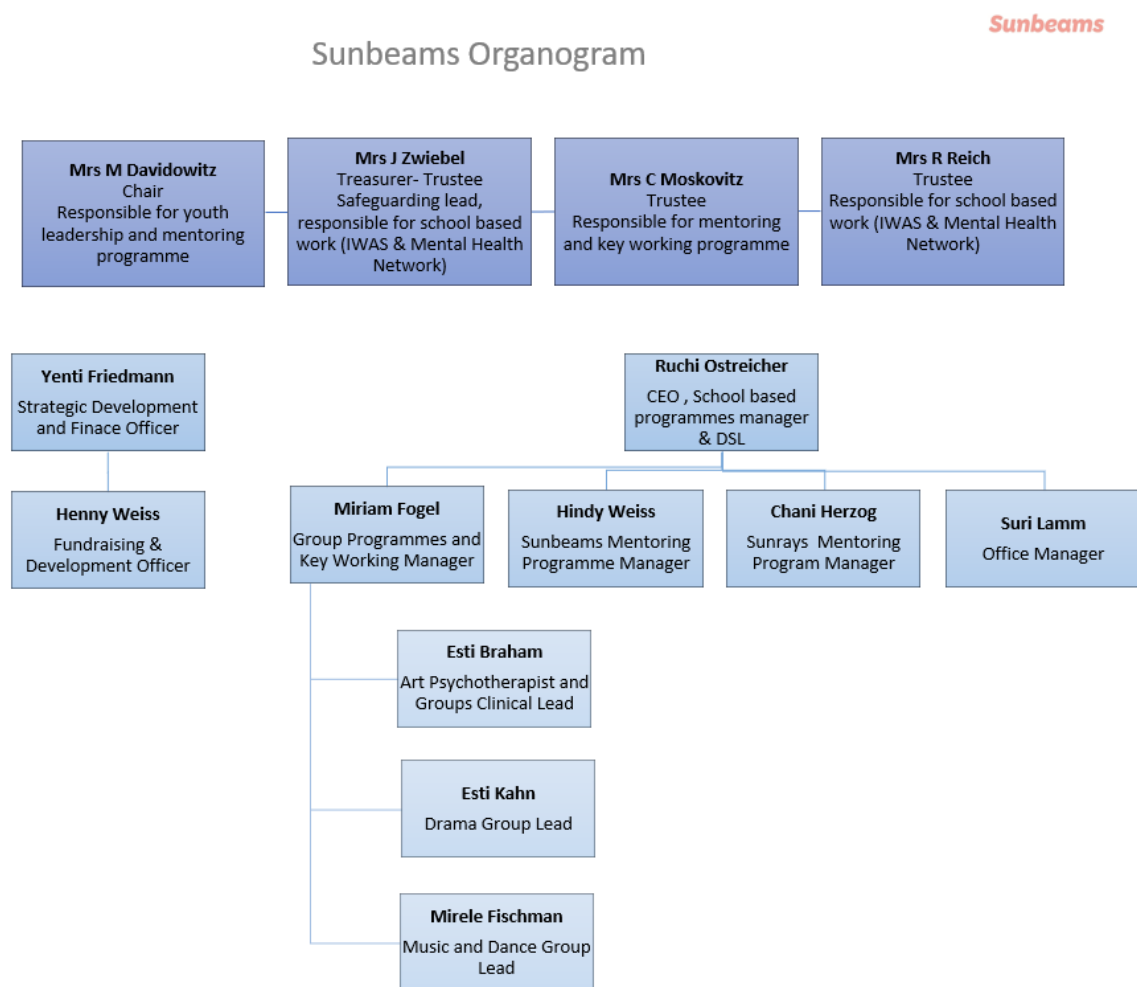 Sunbeams
Sunbeams Organogram
Mrs M Davidowitz
Chair
Responsible for youth
leadership and mentoring
programme
Mrs J Zwiebel
Treasurer- Trustee
Safeguarding lead,
responsible for school based
work (IWAS & Mental Health
Network)
Mrs C Moskovitz
Trustee
Responsible for mentoring
and key working programme
Mrs R Reich
Trustee
Responsible for school based
work (IWAS & Mental Health
Network)
Yenti Friedmann
Strategic Development
and Finace Officer
Ruchi Ostreicher
CEO , School based
programmes manager
& DSL
Henny Weiss
Fundraising &
Development Officer
Miriam Fogel
Group Programmes and
Key Working Manager
Hindy Weiss
Sunbeams Mentoring
Programme Manager
Chani Herzog
Sunrays  Mentoring
Program Manager
Suri Lamm
Office Manager
Esti Braham
Art Psychotherapist and
Groups Clinical Lead
Esti Kahn
Drama Group Lead
Mirele Fischman
Music and Dance Group
Lead